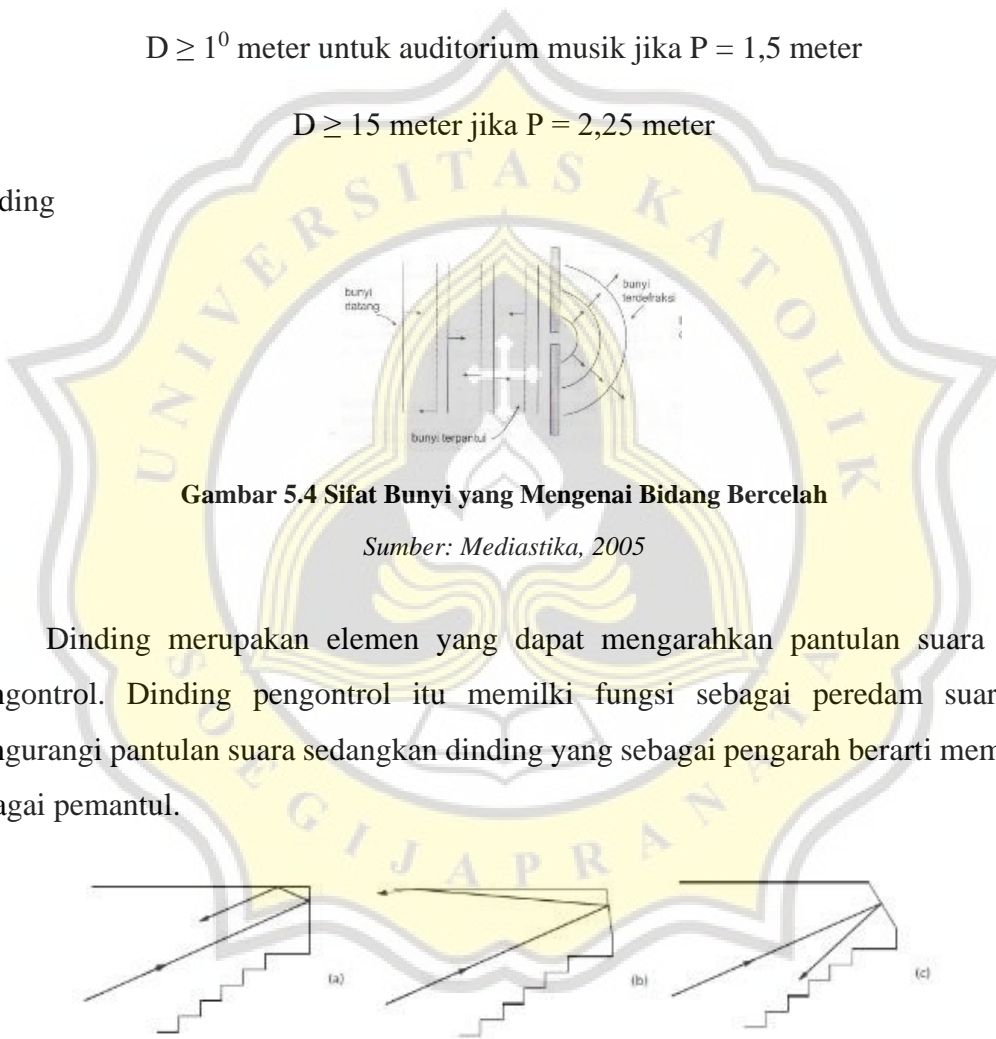 D ≥ 1⁰ meter untuk auditorium musik jika P = 1,5 meter
D ≥ 15 meter jika P = 2,25 meter
ding
bunyi datang
bunyi terdefraksi
bunyi terpantul
Gambar 5.4 Sifat Bunyi yang Mengenai Bidang Bercelah
Sumber: Mediastika, 2005
Dinding merupakan elemen yang dapat mengarahkan pantulan suara
ngontrol. Dinding pengontrol itu memilki fungsi sebagai peredam suar
ngurangi pantulan suara sedangkan dinding yang sebagai pengarah berarti mem
agai pemantul.
(a)
(b)
(c)
UNIVERSITAS KATOLIK
SOEGIJAPRANATA